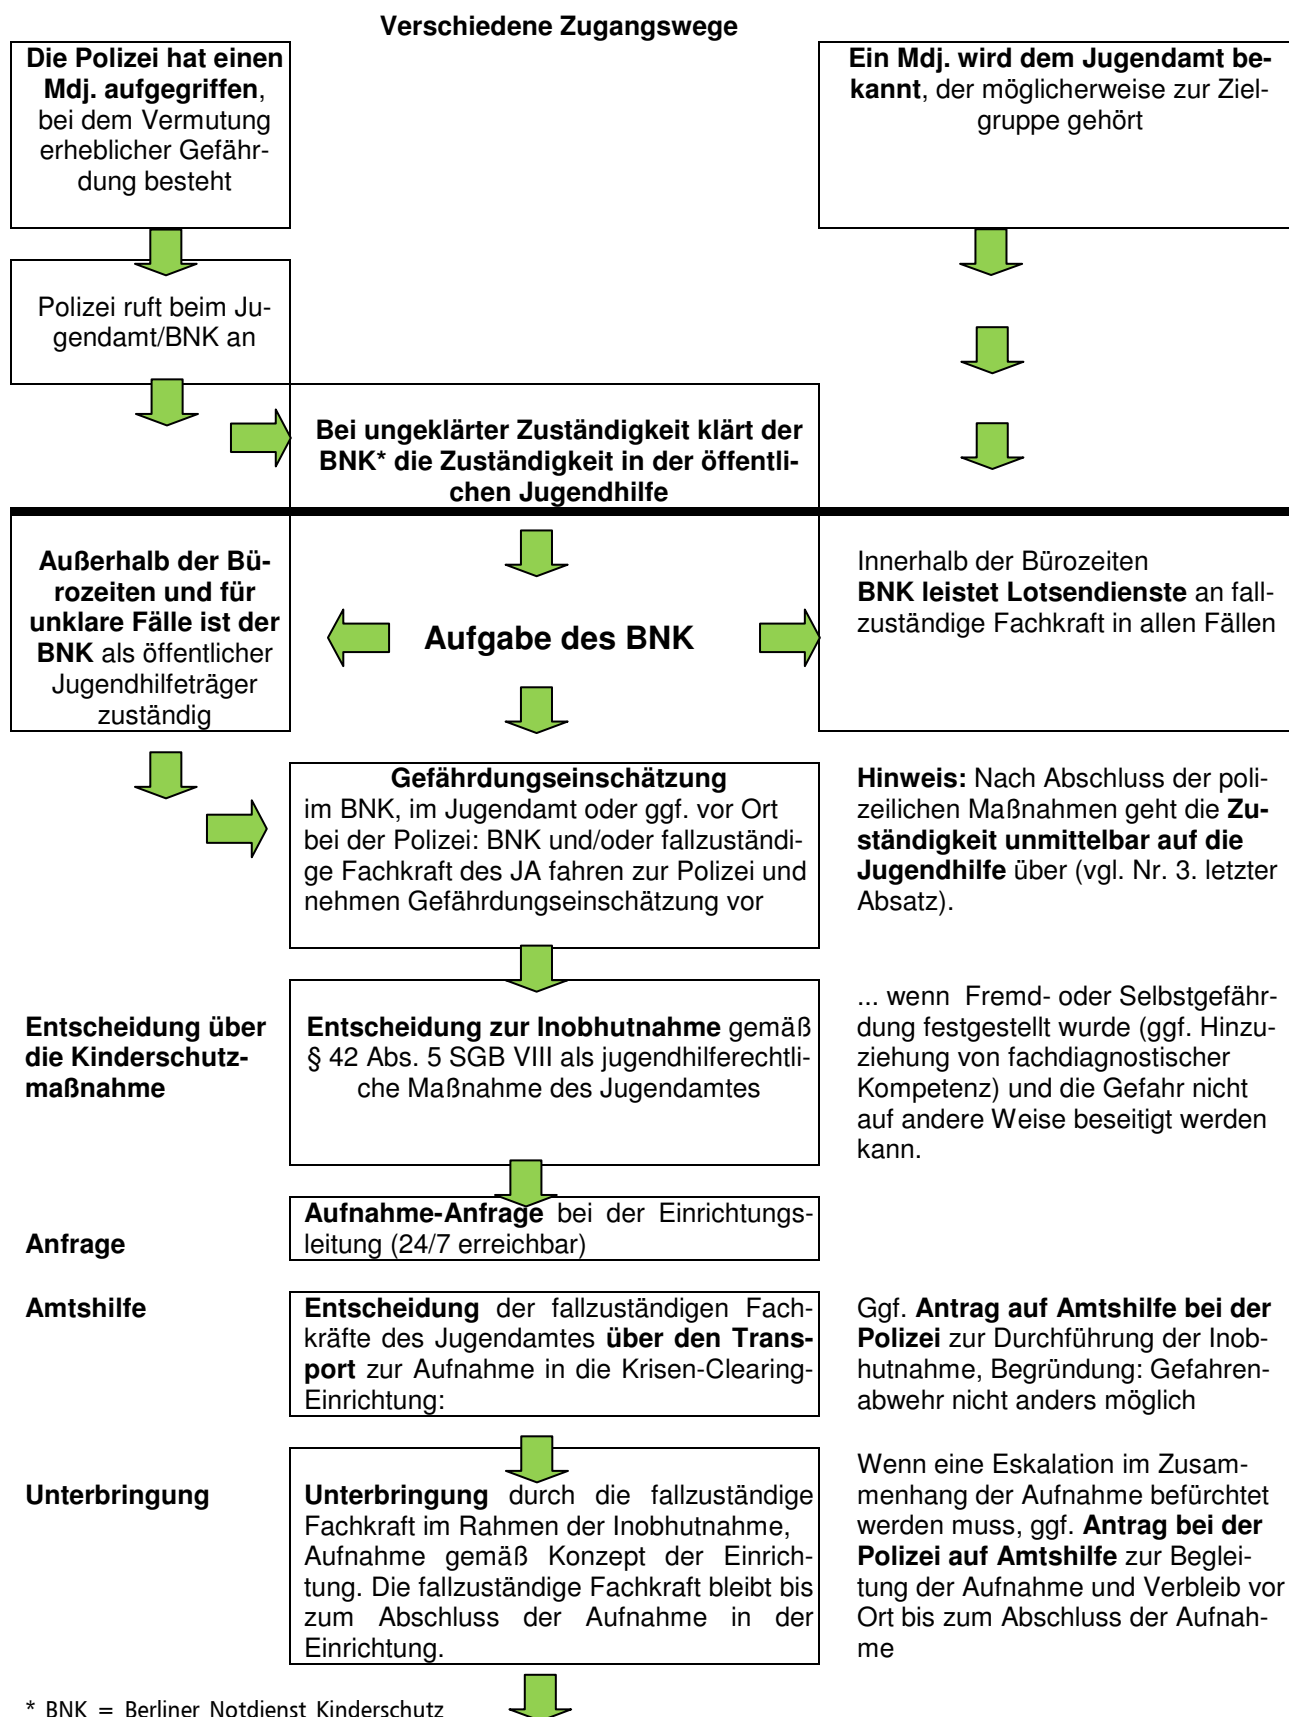 Verschiedene Zugangswege
Die Polizei hat einen
Mdj. aufgegriffen,
bei dem Vermutung
erheblicher Gefähr-
dung besteht
Ein Mdj. wird dem Jugendamt be-
kannt, der möglicherweise zur Ziel-
gruppe gehört
Polizei ruft beim Ju-
gendamt/BNK an
Bei ungeklärter Zuständigkeit klärt der
BNK* die Zuständigkeit in der öffentli-
chen Jugendhilfe
Außerhalb der Bü-
rozeiten und für
unklare Fälle ist der
BNK als öffentlicher
Jugendhilfeträger
zuständig
Aufgabe des BNK
Innerhalb der Bürozeiten
BNK leistet Lotsendienste an fall-
zuständige Fachkraft in allen Fällen
Gefährdungseinschätzung
im BNK, im Jugendamt oder ggf. vor Ort
bei der Polizei: BNK und/oder fallzuständi-
ge Fachkraft des JA fahren zur Polizei und
nehmen Gefährdungseinschätzung vor
Hinweis: Nach Abschluss der poli-
zeilichen Maßnahmen geht die Zu-
ständigkeit unmittelbar auf die
Jugendhilfe über (vgl. Nr. 3. letzter
Absatz).
Entscheidung über
die Kinderschutz-
maßnahme
Entscheidung zur Inobhutnahme gemäß
§ 42 Abs. 5 SGB VIII als jugendhilferechtli-
che Maßnahme des Jugendamtes
... wenn Fremd- oder Selbstgefähr-
dung festgestellt wurde (ggf. Hinzu-
ziehung von fachdiagnostischer
Kompetenz) und die Gefahr nicht
auf andere Weise beseitigt werden
kann.
Anfrage
Aufnahme-Anfrage bei der Einrichtungs-
leitung (24/7 erreichbar)
Amtshilfe
Entscheidung der fallzuständigen Fach-
kräfte des Jugendamtes über den Trans-
port zur Aufnahme in die Krisen-Clearing-
Einrichtung:
Ggf. Antrag auf Amtshilfe bei der
Polizei zur Durchführung der Inob-
hutnahme, Begründung: Gefahren-
abwehr nicht anders möglich
Unterbringung
Unterbringung durch die fallzuständige
Fachkraft im Rahmen der Inobhutnahme,
Aufnahme gemäß Konzept der Einrich-
tung. Die fallzuständige Fachkraft bleibt bis
zum Abschluss der Aufnahme in der
Einrichtung.
Wenn eine Eskalation im Zusam-
menhang der Aufnahme befürchtet
werden muss, ggf. Antrag bei der
Polizei auf Amtshilfe zur Beglei-
tung der Aufnahme und Verbleib vor
Ort bis zum Abschluss der Aufnah-
me
* BNK = Berliner Notdienst Kinderschutz